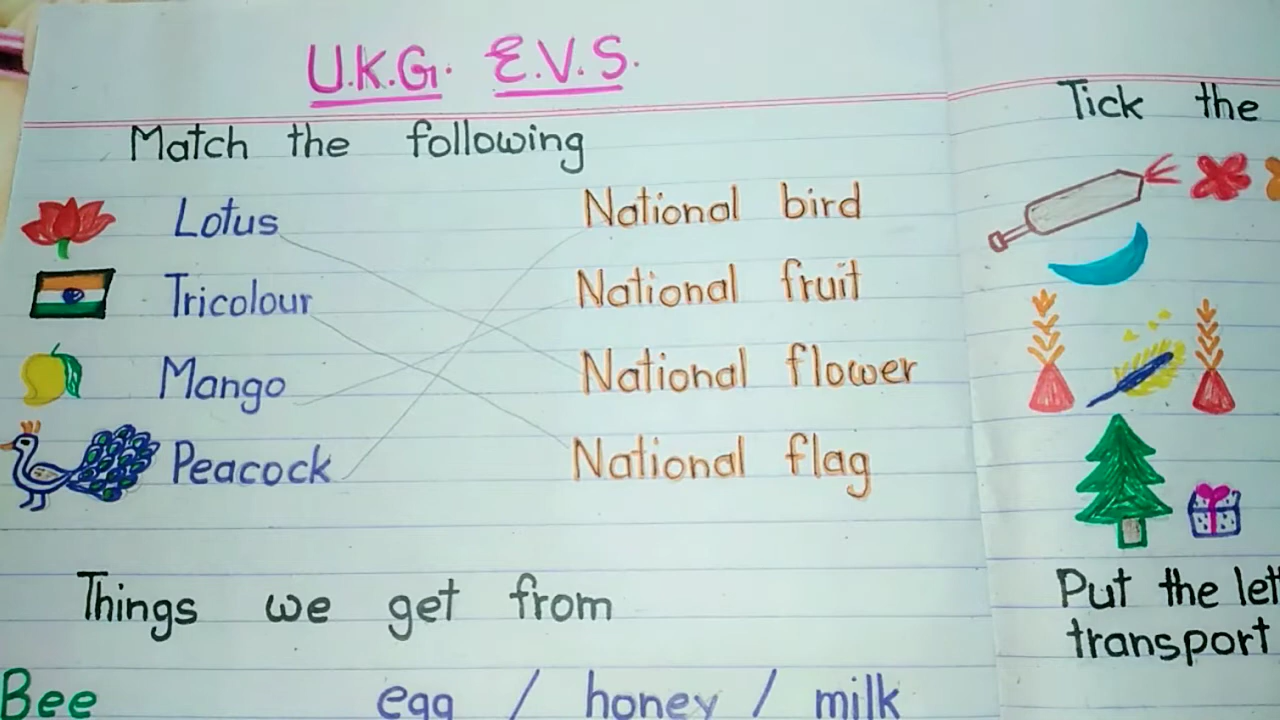 U.K.G. E.V.S.
Match the following
Lotus National bird
Tricolour National fruit
Mango National flower
Peacock National flag
Things we get from
Bee egg / honey / milk
Tick the
Put the let
transport